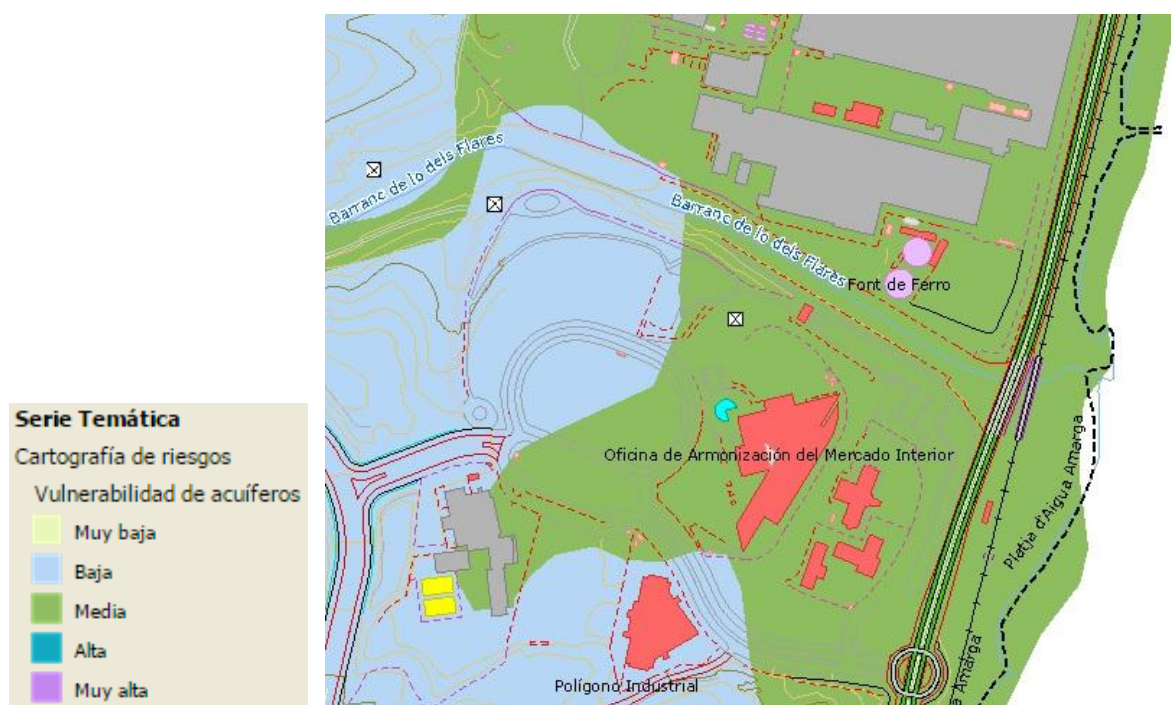 Serie Temática
Cartografía de riesgos
Vulnerabilidad de acuíferos
Muy baja
Baja
Media
Alta
Muy alta
Barranc de lo dels Flares
Barranc de lo dels Flares
Font de Ferro
Oficina de Armonización del Mercado Interior
Platja d'Aigua Amarga
Polígono Industrial
Amarga